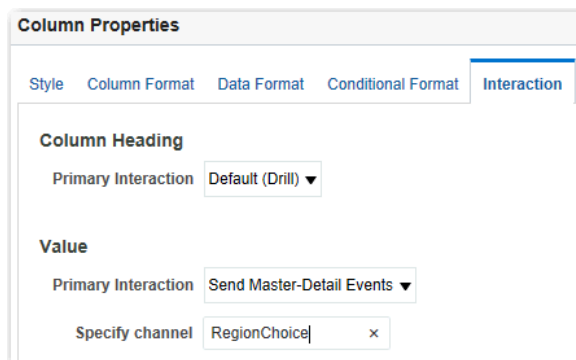 Column Properties
Style Column Format Data Format Conditional Format Interaction
Column Heading
Primary Interaction Default (Drill)
Value
Primary Interaction Send Master-Detail Events
Specify channel RegionChoice ×